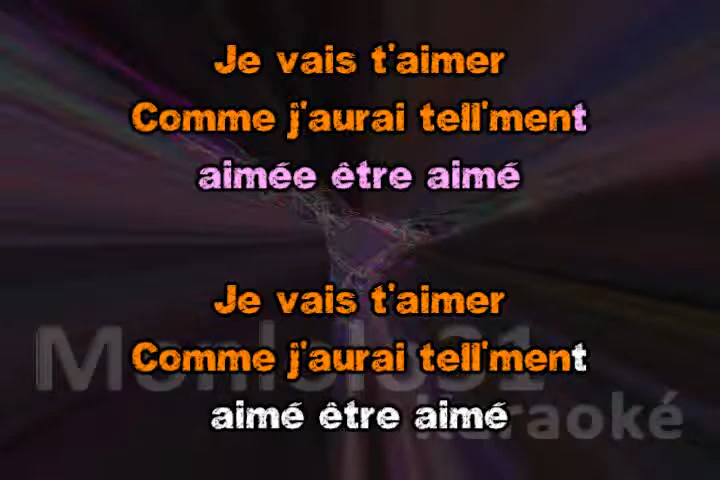 Je vais t'aimer
Comme j'aurai tell'ment
aimée être aimé
Je vais t'aimer
Comme j'aurai tell'ment
aimé être aimé
karaoké